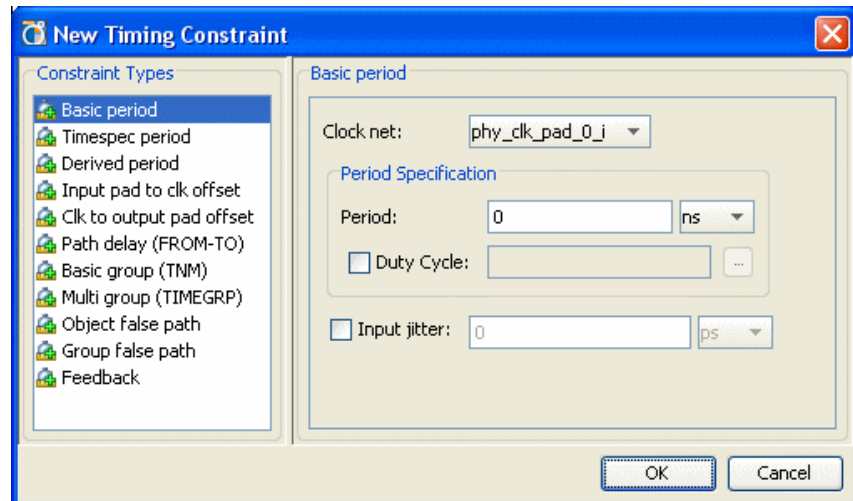 New Timing Constraint
Constraint Types
Basic period
Timespec period
Derived period
Input pad to clk offset
Clk to output pad offset
Path delay (FROM-TO)
Basic group (TNM)
Multi group (TIMEGRP)
Object false path
Group false path
Feedback
Basic period
Clock net: phy_clk_pad_0_i
Period Specification
Period: 0 ns
Duty Cycle: ...
Input jitter: 0 ps
OK Cancel